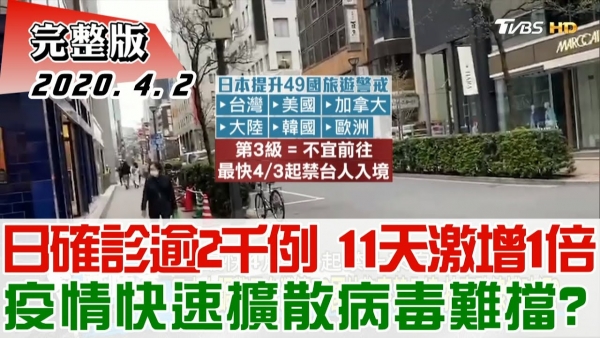 完整版
TVBS HD
2020.4.2
MARCCAIN
日本提升49國旅遊警戒
▸台灣 ▸美國 ▸加拿大
▸大陸 ▸韓國 ▸歐洲
第3級=不宜前往
最快4/3起禁台人入境
日確診逾2千例 11天激增1倍
疫情快速擴散病毒難擋?